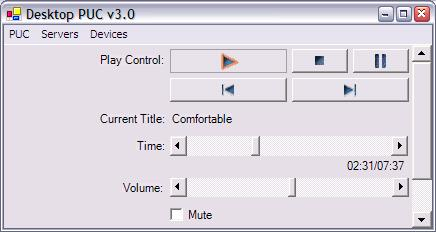 Desktop PUC v3.0
PUC Servers Devices
Play Control:
Current Title: Comfortable
Time:
02:31/07:37
Volume:
Mute